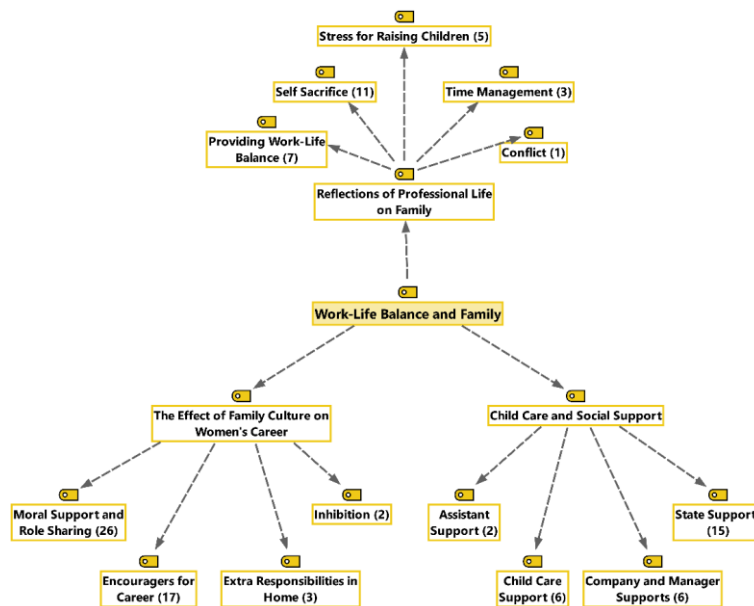 Stress for Raising Children (5)
Self Sacrifice (11)
Time Management (3)
Providing Work-Life
Balance (7)
Conflict (1)
Reflections of Professional Life
on Family
Work-Life Balance and Family
The Effect of Family Culture on
Women's Career
Child Care and Social Support
Moral Support and
Role Sharing (26)
Inhibition (2)
Assistant
Support (2)
State Support
(15)
Encouragers for
Career (17)
Extra Responsibilities in
Home (3)
Child Care
Support (6)
Company and Manager
Supports (6)